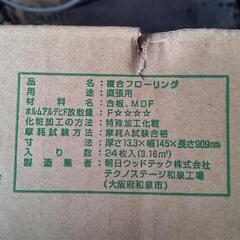 品名 : 複合フローリング
用途 : 直張用
材料名 : 合板、MDF
ホルムアルデヒド放散量 : F☆☆☆☆
化粧加工の方法 : 特殊加工化粧
摩耗試験方法 : 摩耗A試験合格
寸法 : 厚さ13.3×幅145×長さ909mm
入り数 : 24枚入(3.16㎡)
製造業者 : 朝日ウッドテック株式会社
テクノステージ和泉工場
(大阪府和泉市)